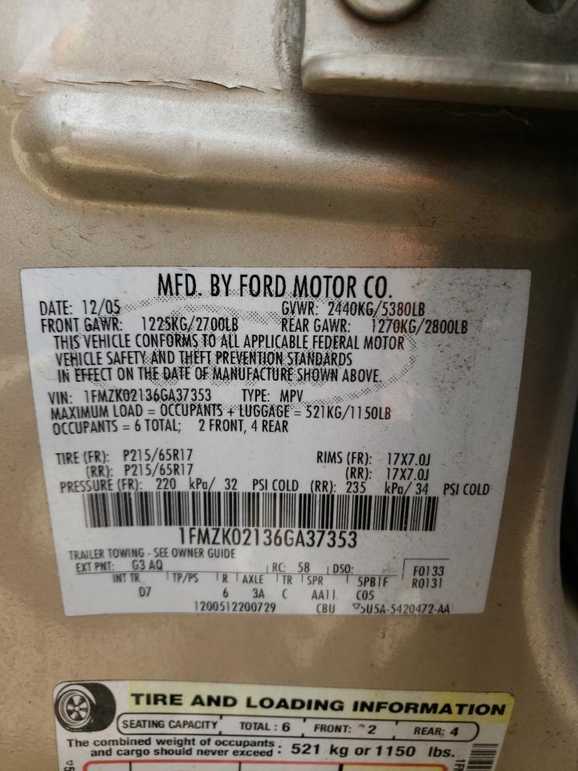 MFD. BY FORD MOTOR CO.
DATE: 12/05 GVWR: 2440KG/5380LB
FRONT GAWR: 1225KG/2700LB REAR GAWR: 1270KG/2800LB
THIS VEHICLE CONFORMS TO ALL APPLICABLE FEDERAL MOTOR
VEHICLE SAFETY AND THEFT PREVENTION STANDARDS
IN EFFECT ON THE DATE OF MANUFACTURE SHOWN ABOVE.
VIN: 1FMZK02136GA37353 TYPE: MPV
MAXIMUM LOAD = OCCUPANTS + LUGGAGE = 521KG/1150LB
OCCUPANTS = 6 TOTAL; 2 FRONT, 4 REAR
TIRE (FR): P215/65R17 RIMS (FR): 17X7.0J
(RR): P215/65R17 (RR): 17X7.0J
PRESSURE (FR): 220 kPa/ 32 PSI COLD (RR): 235 kPa/ 34 PSI COLD
1FMZK02136GA37353
TRAILER TOWING - SEE OWNER GUIDE
EXT PNT: G3 AQ RC: 58 DSO: F0133
INT TR TP/PS R AXLE TR SPR 5PB1F R0131
D7 6 3A C AA11 C05
1200512200729 CBU 5U5A-5420472-AA
TIRE AND LOADING INFORMATION
SEATING CAPACITY TOTAL: 6 FRONT: 2 REAR: 4
The combined weight of occupants
and cargo should never exceed: 521 kg or 1150 lbs.